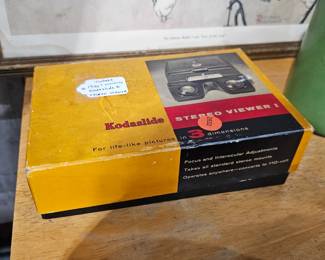 Kodaslide
STEREO VIEWER I
For life-like pictures in 3 dimensions
Focus and Interocular Adjustments
Takes all standard stereo mounts
Operates anywhere—converts to 110-volt